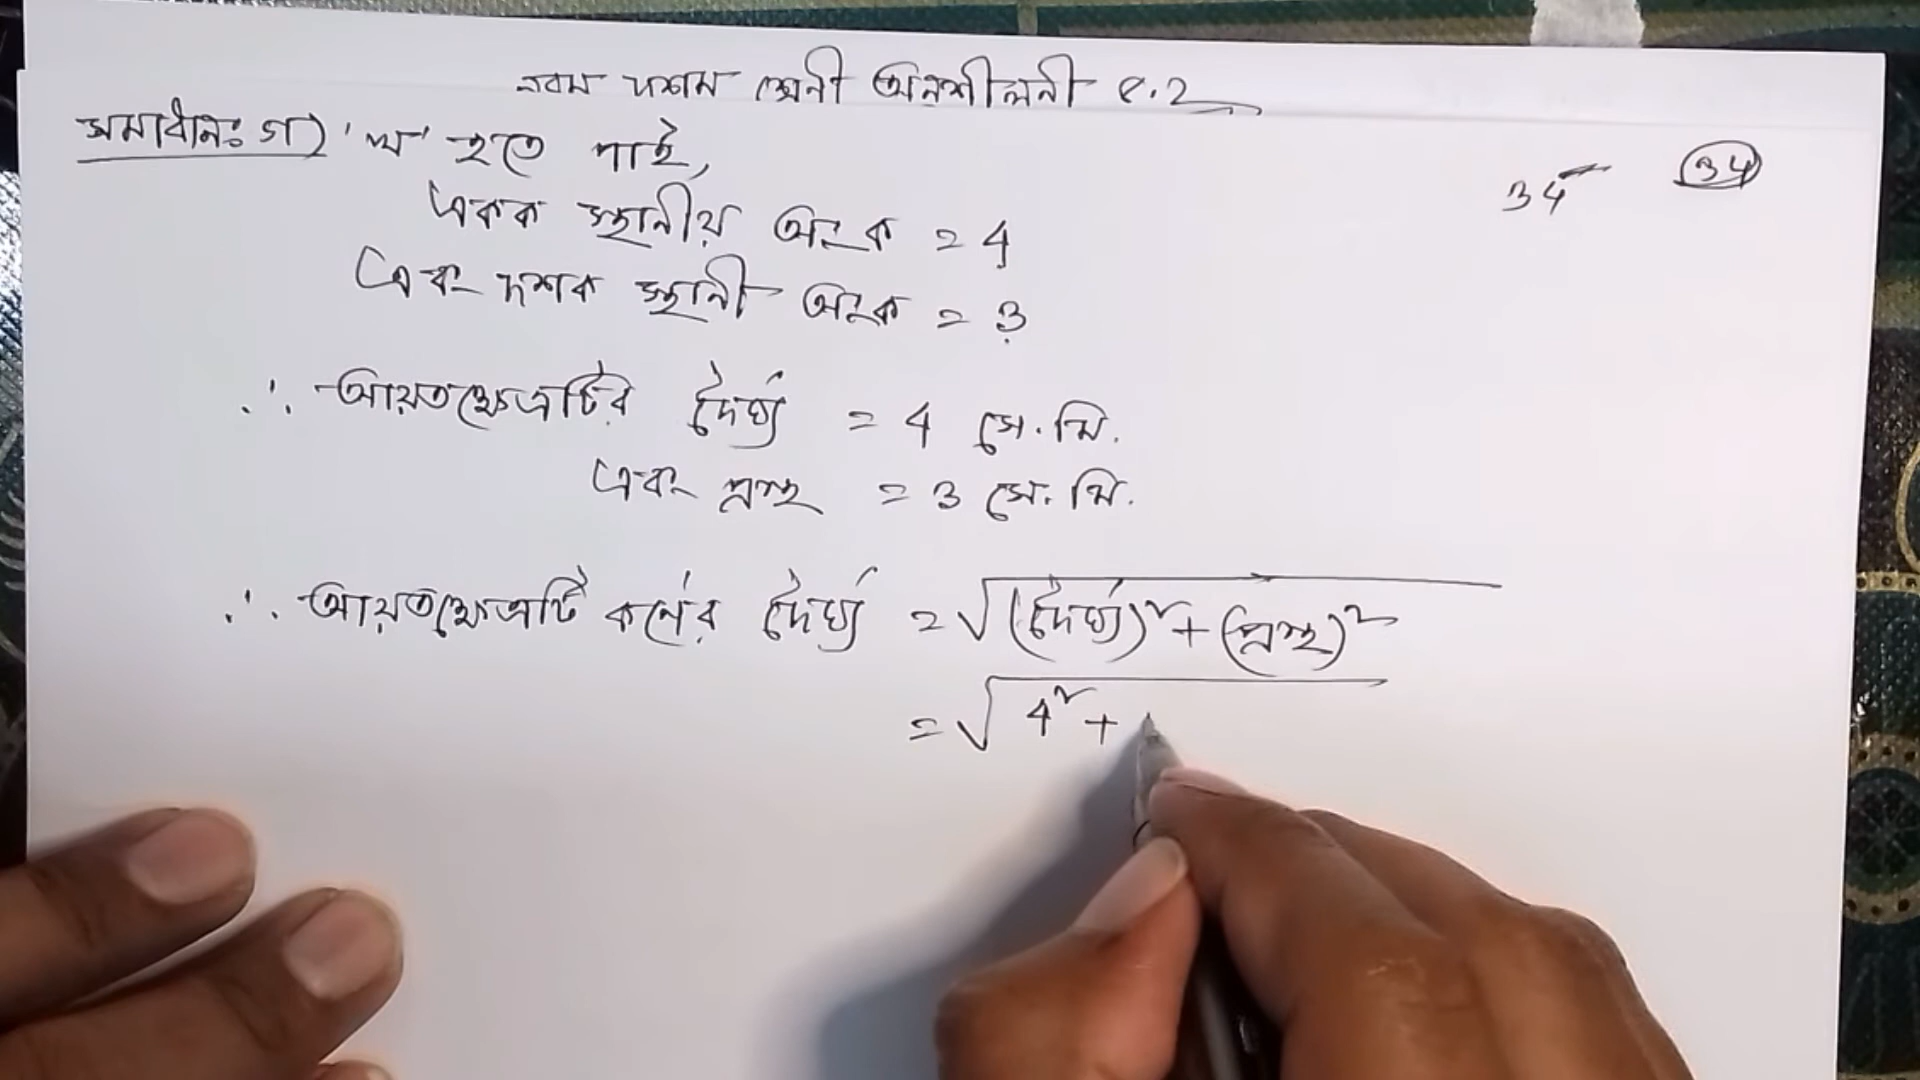 নবম দশম শ্রেনী অনুশীলনী ৫.2
সমাধানঃ গ) 'খ' হতে পাই,
34
34
একক স্থানীয় অংক = 4
এবং দশক স্থানী অংক = 3
∴ আয়তক্ষেত্রটির দৈর্ঘ্য = 4 সে.মি.
এবং প্রস্থ = 3 সে.মি.
∴ আয়তক্ষেত্রটি কর্ণের দৈর্ঘ্য = √(দৈর্ঘ্য)² + (প্রস্থ)²
= √4² +